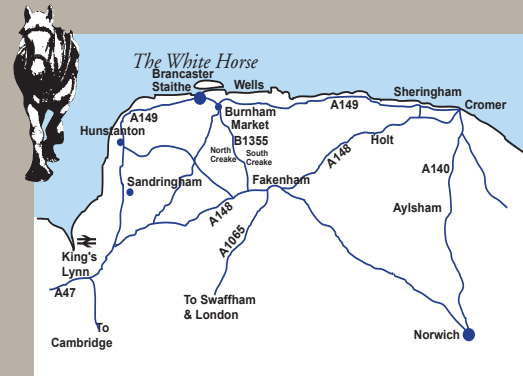 The White Horse
Brancaster
Staithe
Wells
Sheringham
Cromer
A149
A149
Burnham
Market
Hunstanton
B1355
North
Creake
South
Creake
Holt
A148
A140
Sandringham
Fakenham
Aylsham
A148
A1065
King's
Lynn
A47
To Swaffham
& London
To
Cambridge
Norwich